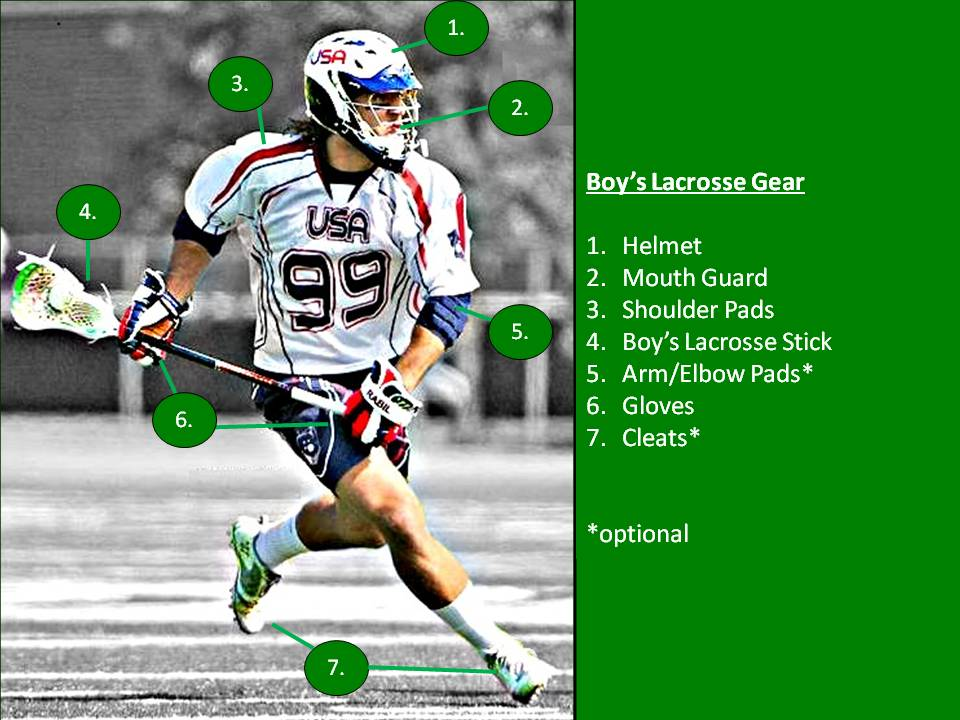 1.
USA
3.
2.
4.
USA
99
5.
RABIL
6.
7.
Boy's Lacrosse Gear
1. Helmet
2. Mouth Guard
3. Shoulder Pads
4. Boy's Lacrosse Stick
5. Arm/Elbow Pads*
6. Gloves
7. Cleats*
*optional